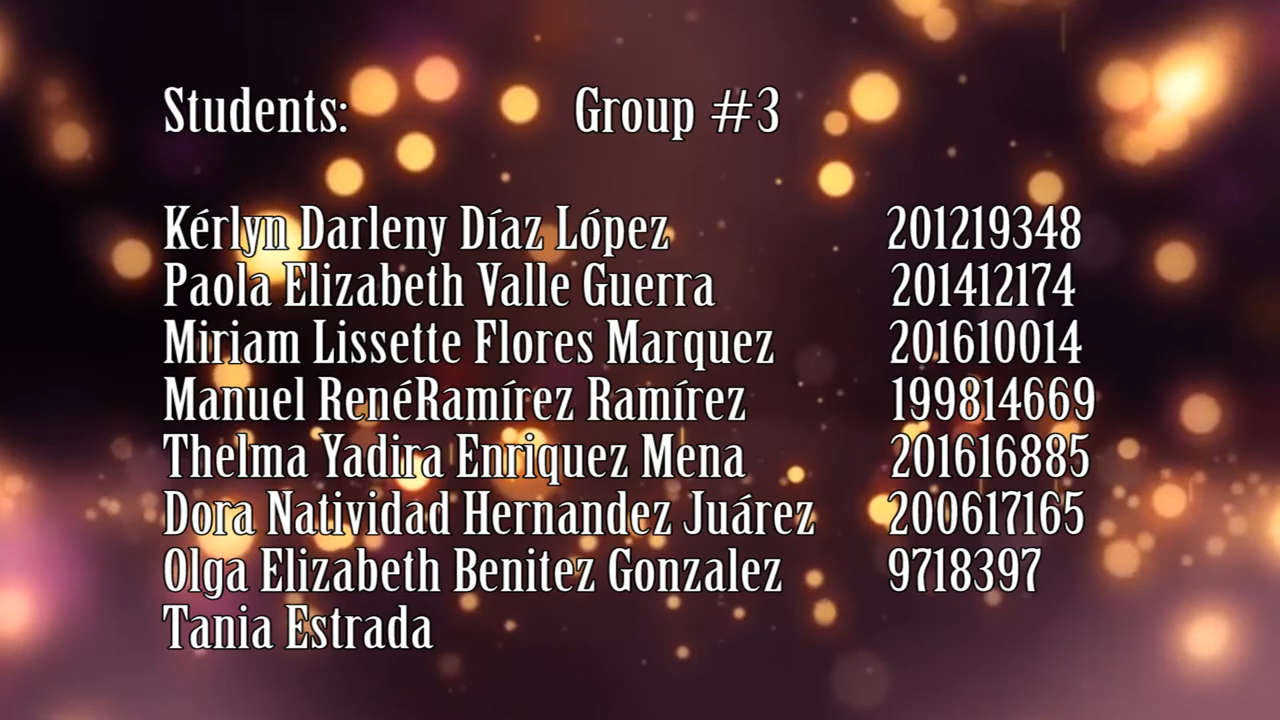 Students: Group #3
Kérlyn Darleny Díaz López 201219348
Paola Elizabeth Valle Guerra 201412174
Miriam Lissette Flores Marquez 201610014
Manuel RenéRamírez Ramírez 199814669
Thelma Yadira Enriquez Mena 201616885
Dora Natividad Hernandez Juárez 200617165
Olga Elizabeth Benitez Gonzalez 9718397
Tania Estrada